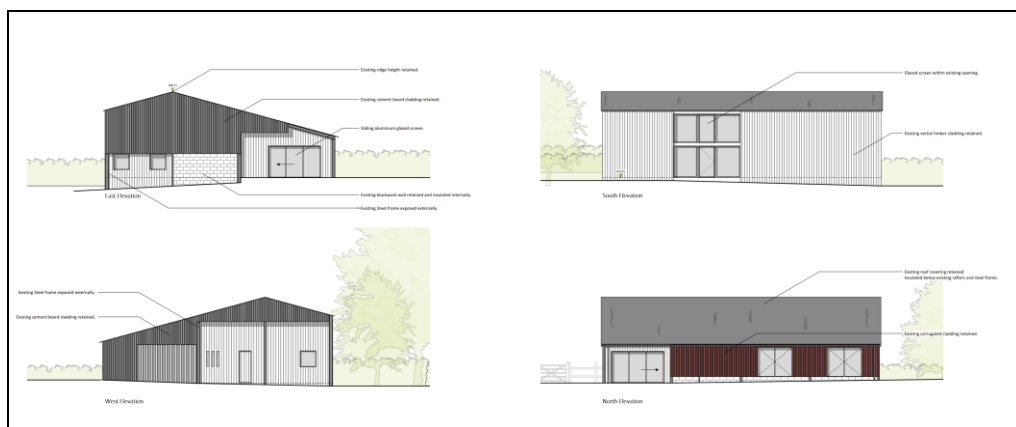 Existing ridge height retained.
Existing cement board cladding retained.
Sliding aluminum glazed screen.
Existing blockwork wall retained and insulated internally.
East Elevation
Existing Steel frame exposed externally.
Glazed screen within existing opening.
Existing vertial timber cladding retained.
South Elevation
Existing Steel frame exposed externally.
Existing cement board cladding retained.
West Elevation
Existing roof covering retained.
Insulated below existing rafters and steel frame.
Existing corrugated cladding retained.
North Elevation